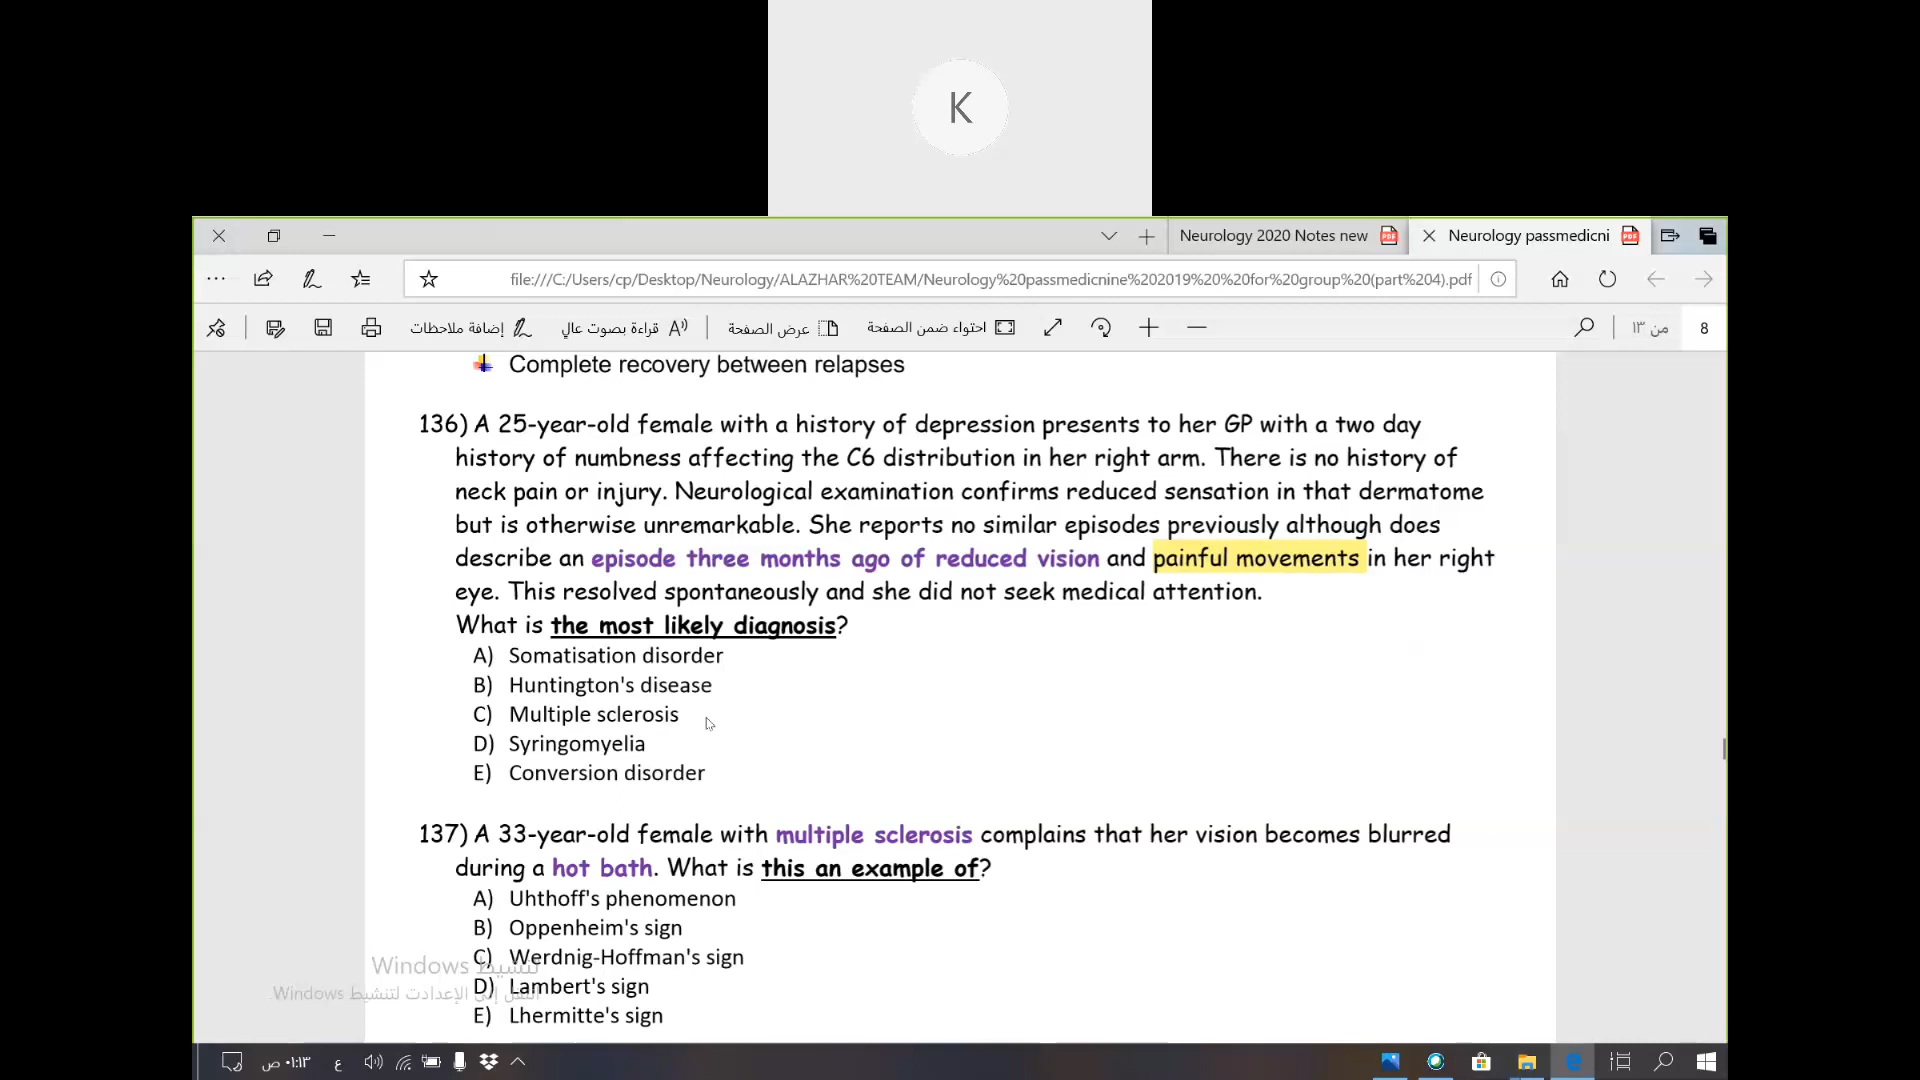 K
Neurology 2020 Notes new
Neurology passmedicni
file:///C:/Users/cp/Desktop/Neurology/ALAZHAR%20TEAM/Neurology%20passmedicnine%202019%20%20for%20group%20(part%204).pdf
إضافة ملاحظات
قراءة بصوت عالٍ
عرض الصفحة
احتواء ضمن الصفحة
8 من ١٣
Complete recovery between relapses
136) A 25-year-old female with a history of depression presents to her GP with a two day
history of numbness affecting the C6 distribution in her right arm. There is no history of
neck pain or injury. Neurological examination confirms reduced sensation in that dermatome
but is otherwise unremarkable. She reports no similar episodes previously although does
describe an episode three months ago of reduced vision and painful movements in her right
eye. This resolved spontaneously and she did not seek medical attention.
What is the most likely diagnosis?
A) Somatisation disorder
B) Huntington's disease
C) Multiple sclerosis
D) Syringomyelia
E) Conversion disorder
137) A 33-year-old female with multiple sclerosis complains that her vision becomes blurred
during a hot bath. What is this an example of?
A) Uhthoff's phenomenon
B) Oppenheim's sign
C) Werdnig-Hoffman's sign
D) Lambert's sign
E) Lhermitte's sign
تنشيط Windows
انتقل إلى الإعدادت لتنشيط Windows.
ع
٠١:١٣ ص